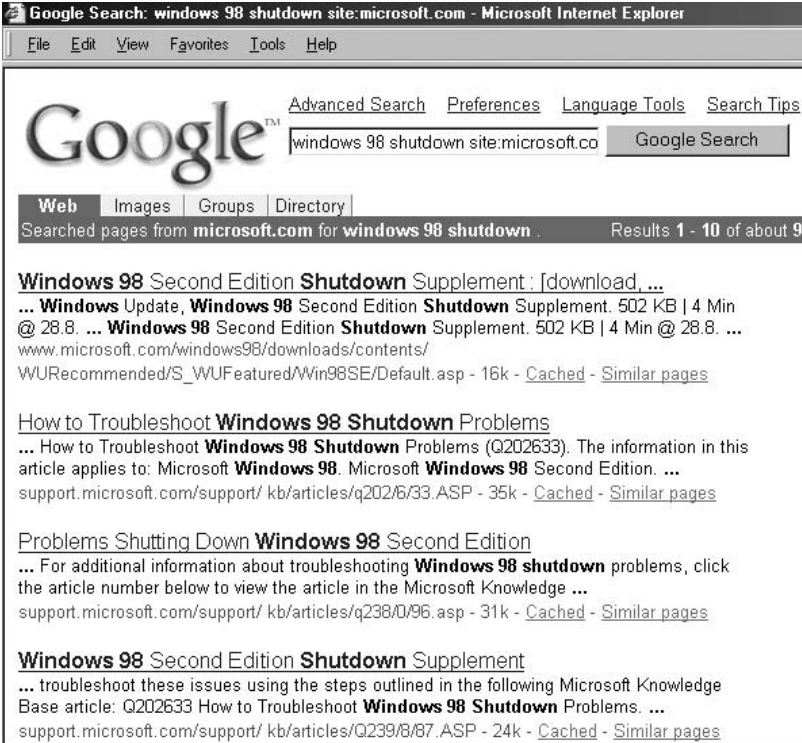 Google Search: windows 98 shutdown site:microsoft.com - Microsoft Internet Explorer
File Edit View Favorites Tools Help
Advanced Search Preferences Language Tools Search Tips
Google™
windows 98 shutdown site:microsoft.co Google Search
Web Images Groups Directory
Searched pages from microsoft.com for windows 98 shutdown . Results 1 - 10 of about 9
Windows 98 Second Edition Shutdown Supplement : [download, ...
... Windows Update, Windows 98 Second Edition Shutdown Supplement. 502 KB | 4 Min
@ 28.8. ... Windows 98 Second Edition Shutdown Supplement. 502 KB | 4 Min @ 28.8. ...
www.microsoft.com/windows98/downloads/contents/
WURecommended/S_WUFeatured/Win98SE/Default.asp - 16k - Cached - Similar pages
How to Troubleshoot Windows 98 Shutdown Problems
... How to Troubleshoot Windows 98 Shutdown Problems (Q202633). The information in this
article applies to: Microsoft Windows 98. Microsoft Windows 98 Second Edition. ...
support.microsoft.com/support/ kb/articles/q202/6/33.ASP - 35k - Cached - Similar pages
Problems Shutting Down Windows 98 Second Edition
... For additional information about troubleshooting Windows 98 shutdown problems, click
the article number below to view the article in the Microsoft Knowledge ...
support.microsoft.com/support/ kb/articles/q238/0/96.asp - 31k - Cached - Similar pages
Windows 98 Second Edition Shutdown Supplement
... troubleshoot these issues using the steps outlined in the following Microsoft Knowledge
Base article: Q202633 How to Troubleshoot Windows 98 Shutdown Problems. ...
support.microsoft.com/support/ kb/articles/Q239/8/87.ASP - 24k - Cached - Similar pages